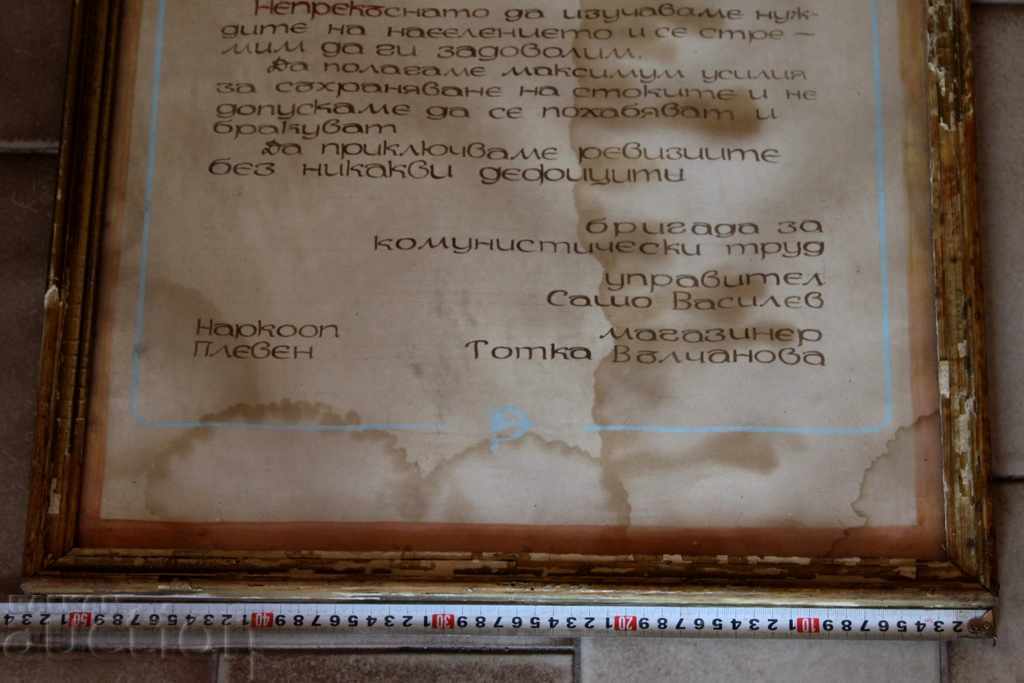 Непрекъснато да изучаваме нуж-
дите на населението и се стре-
мим да ги задоволим.
Да полагаме максимум усилия
за сохраняване на стоките и не
допускаме да се похабяват и
бракуват
Да приключваме ревизиите
без никакви дефицити
бригада за
комунистически труд
управител
Сашо Василев
Наркооп
Плевен
магазинер
Тотка Вълчанова
аукцион